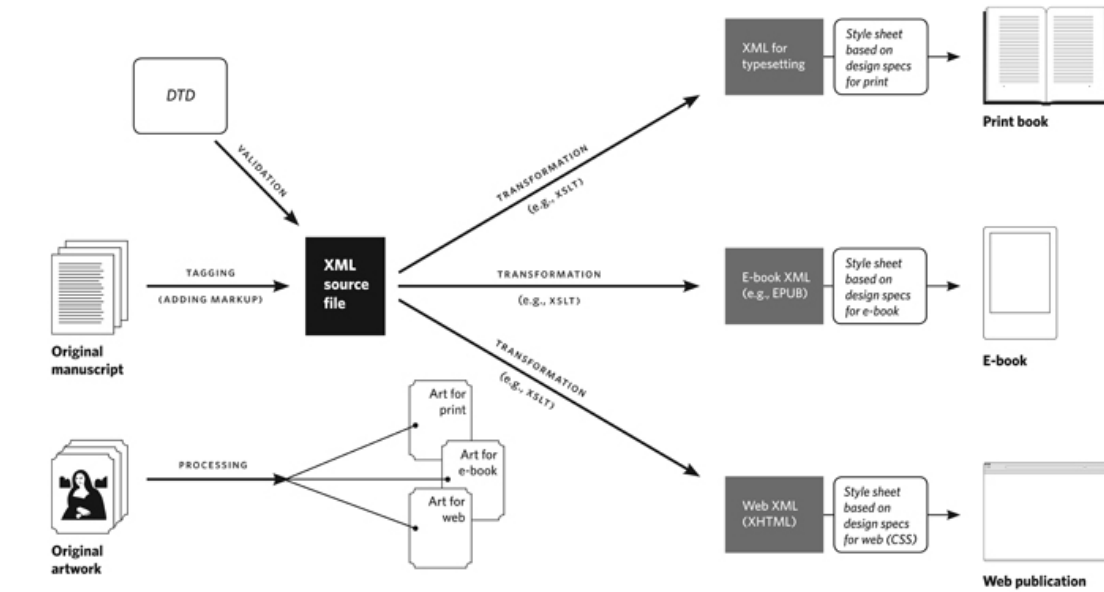 DTD
VALIDATION
Original
manuscript
TAGGING
(ADDING MARKUP)
XML
source
file
TRANSFORMATION
(e.g., XSLT)
XML for
typesetting
Style sheet
based on
design specs
for print
Print book
TRANSFORMATION
(e.g., XSLT)
E-book XML
(e.g., EPUB)
Style sheet
based on
design specs
for e-book
E-book
TRANSFORMATION
(e.g., XSLT)
Web XML
(XHTML)
Style sheet
based on
design specs
for web (CSS)
Web publication
Original
artwork
PROCESSING
Art for
print
Art for
e-book
Art for
web